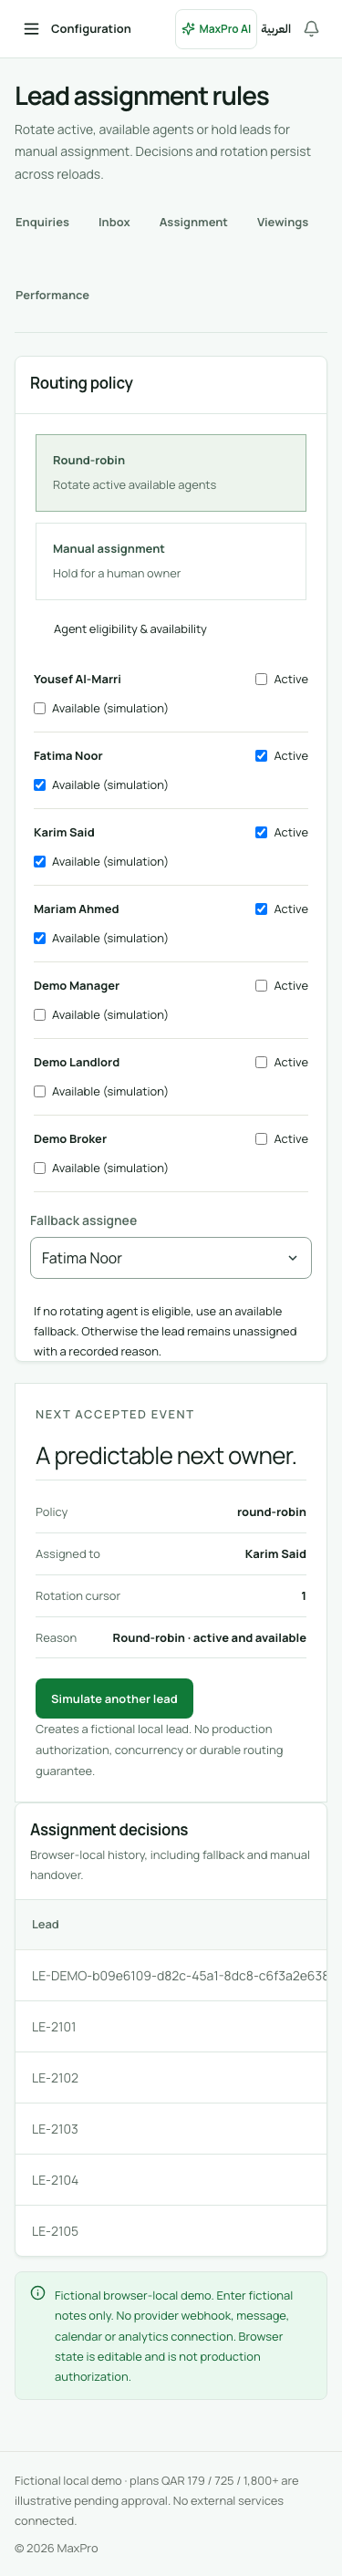 Configuration
MaxPro AI
العربية
Lead assignment rules
Rotate active, available agents or hold leads for
manual assignment. Decisions and rotation persist
across reloads.
Enquiries Inbox Assignment Viewings
Performance
Routing policy
Round-robin
Rotate active available agents
Manual assignment
Hold for a human owner
Agent eligibility & availability
Yousef Al-Marri Active
Available (simulation)
Fatima Noor Active
Available (simulation)
Karim Said Active
Available (simulation)
Mariam Ahmed Active
Available (simulation)
Demo Manager Active
Available (simulation)
Demo Landlord Active
Available (simulation)
Demo Broker Active
Available (simulation)
Fallback assignee
Fatima Noor
If no rotating agent is eligible, use an available
fallback. Otherwise the lead remains unassigned
with a recorded reason.
NEXT ACCEPTED EVENT
A predictable next owner.
Policy round-robin
Assigned to Karim Said
Rotation cursor 1
Reason Round-robin · active and available
Simulate another lead
Creates a fictional local lead. No production
authorization, concurrency or durable routing
guarantee.
Assignment decisions
Browser-local history, including fallback and manual
handover.
Lead
LE-DEMO-b09e6109-d82c-45a1-8dc8-c6f3a2e638
LE-2101
LE-2102
LE-2103
LE-2104
LE-2105
Fictional browser-local demo. Enter fictional
notes only. No provider webhook, message,
calendar or analytics connection. Browser
state is editable and is not production
authorization.
Fictional local demo · plans QAR 179 / 725 / 1,800+ are
illustrative pending approval. No external services
connected.
© 2026 MaxPro